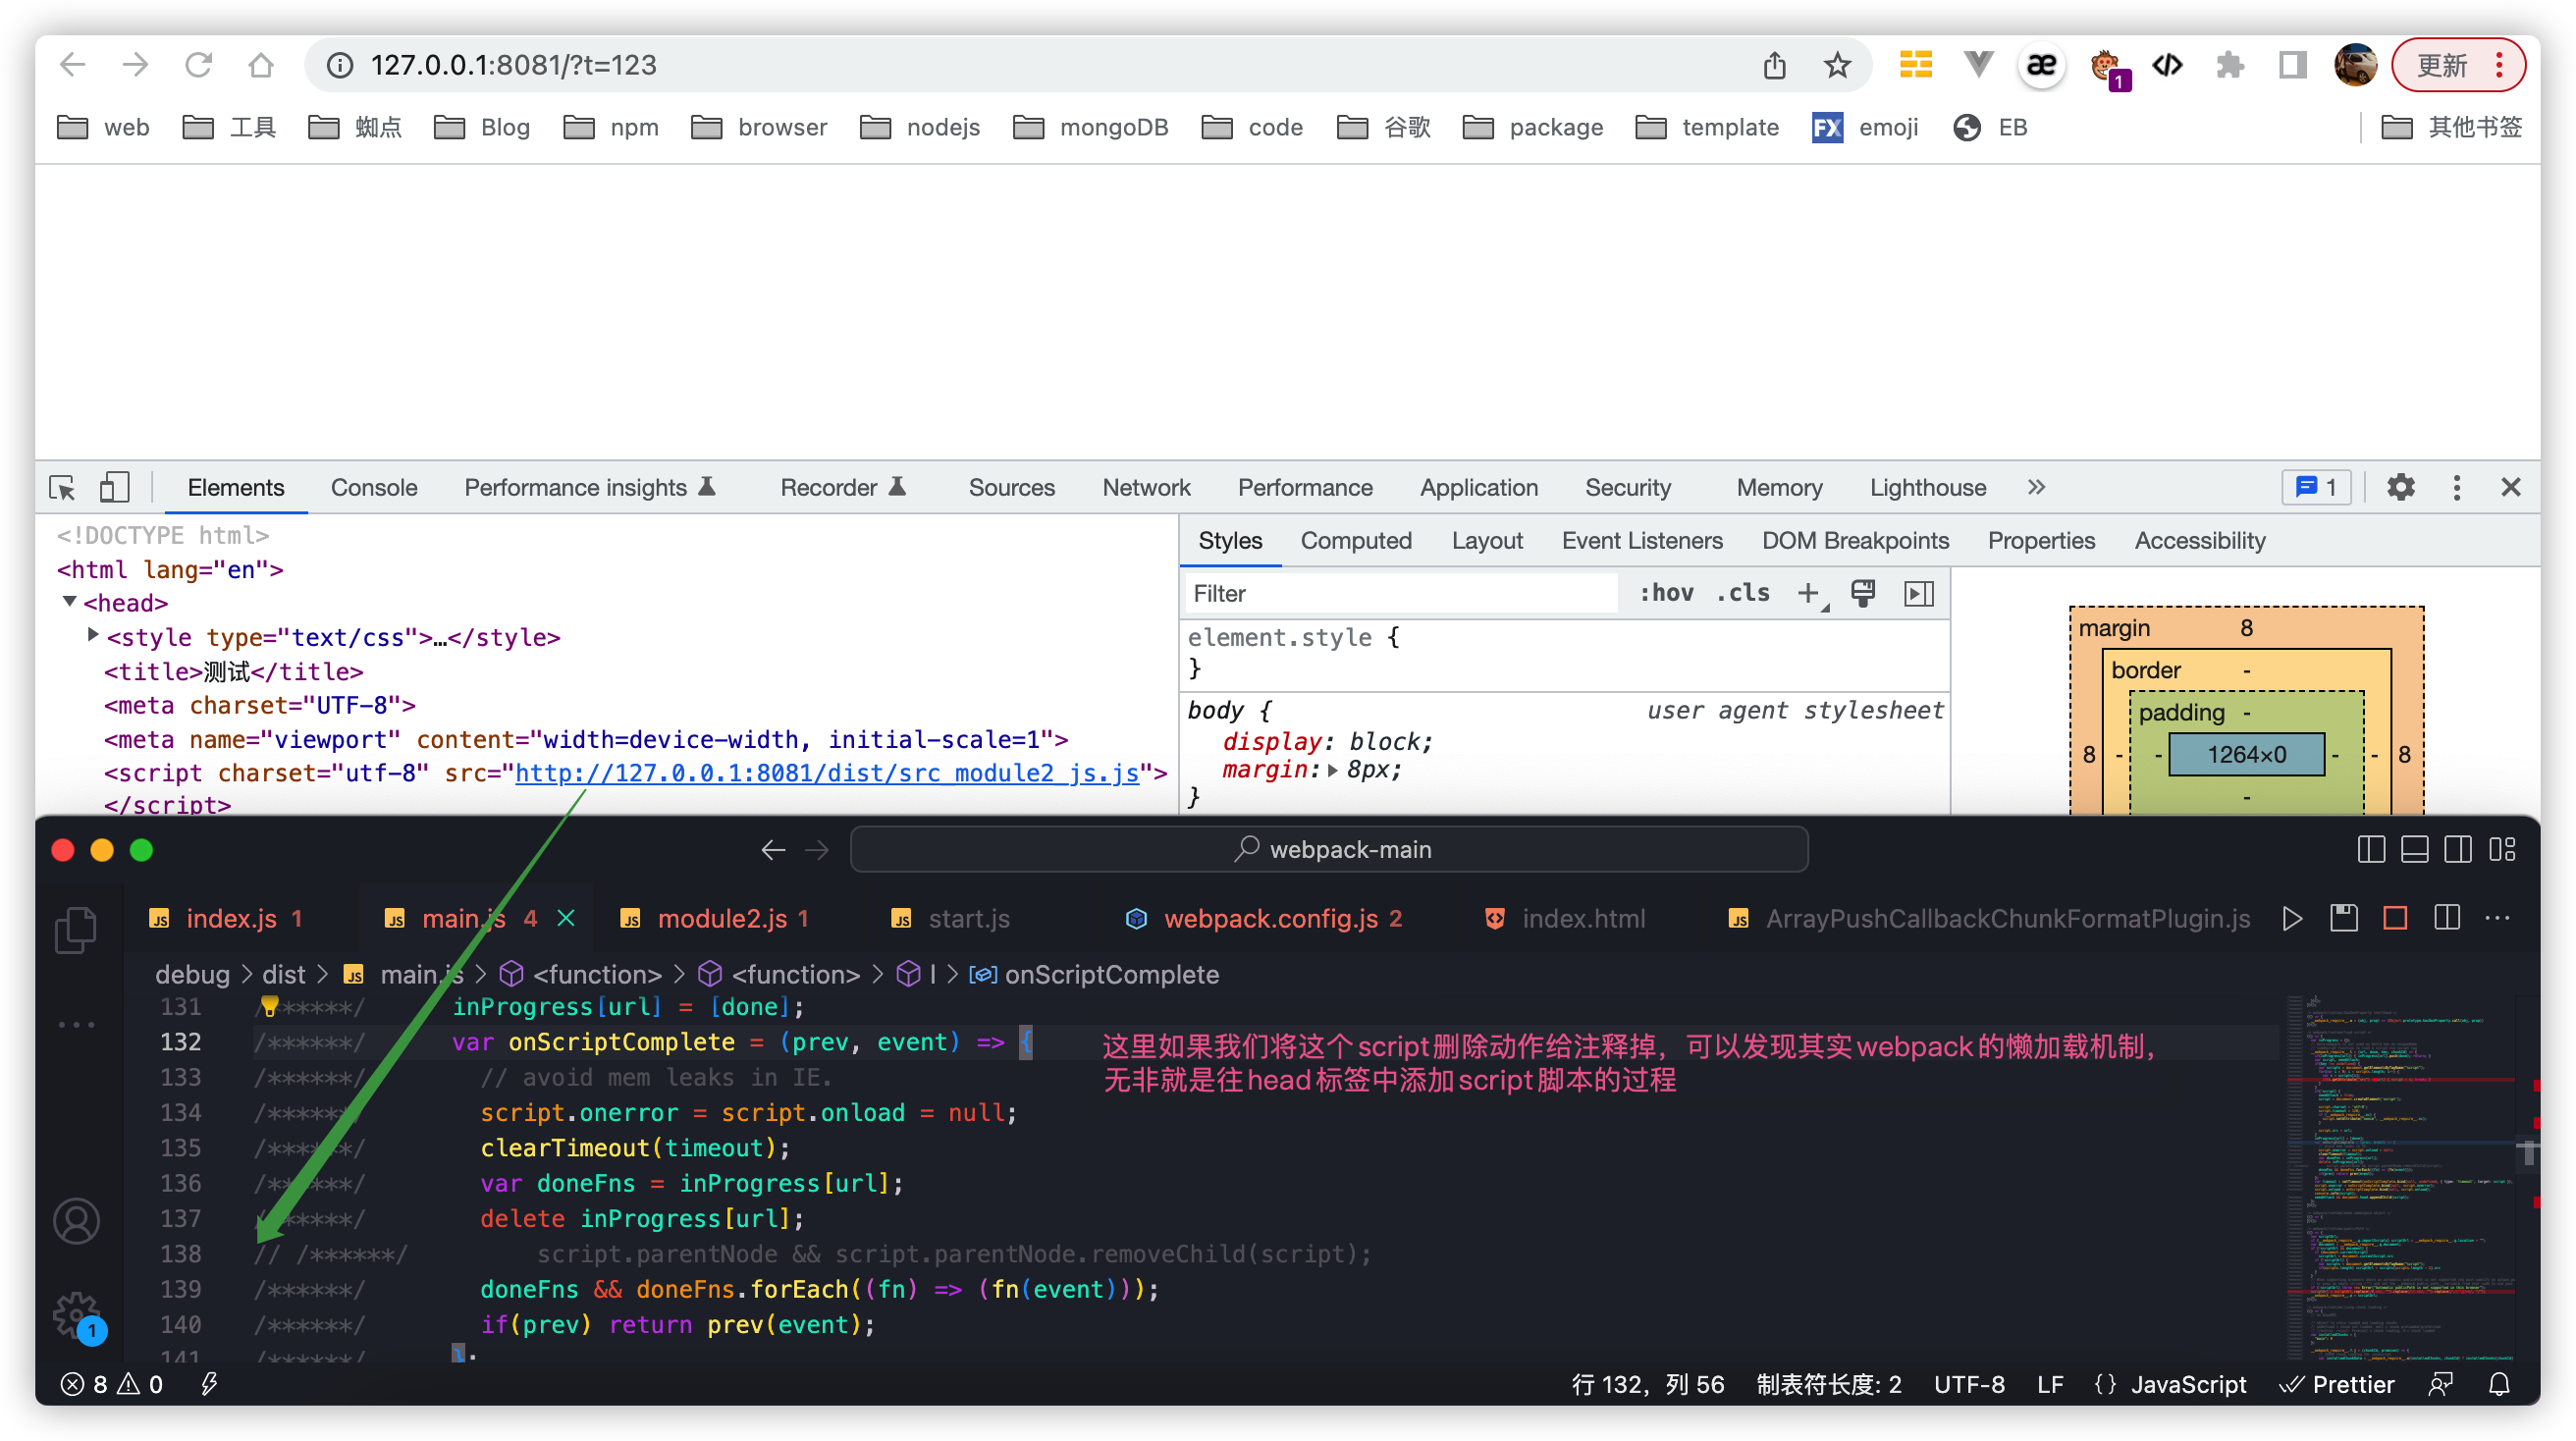 127.0.0.1:8081/?t=123
æ
1
更新
web 工具 蜘点 Blog npm browser nodejs mongoDB code 谷歌 package template FX emoji EB 其他书签
Elements Console Performance insights Recorder Sources Network Performance Application Security Memory Lighthouse » 1
<!DOCTYPE html>
<html lang="en">
<head>
<style type="text/css">…</style>
<title>测试</title>
<meta charset="UTF-8">
<meta name="viewport" content="width=device-width, initial-scale=1">
<script charset="utf-8" src="http://127.0.0.1:8081/dist/src_module2_js.js">
</script>
Styles Computed Layout Event Listeners DOM Breakpoints Properties Accessibility
Filter :hov .cls +
element.style {
}
body { user agent stylesheet
display: block;
margin: 8px;
}
margin 8
border -
padding -
8 - - 1264×0 - - 8
-
webpack-main
JS index.js 1 JS main.js 4 JS module2.js 1 JS start.js webpack.config.js 2 index.html JS ArrayPushCallbackChunkFormatPlugin.js
debug > dist > JS main.js > <function> > <function> > l > onScriptComplete
131 /******/ inProgress[url] = [done];
132 /******/ var onScriptComplete = (prev, event) => {
这里如果我们将这个script删除动作给注释掉，可以发现其实webpack的懒加载机制，
无非就是往head标签中添加script脚本的过程
133 /******/ // avoid mem leaks in IE.
134 /******/ script.onerror = script.onload = null;
135 /******/ clearTimeout(timeout);
136 /******/ var doneFns = inProgress[url];
137 /******/ delete inProgress[url];
138 // /******/ script.parentNode && script.parentNode.removeChild(script);
139 /******/ doneFns && doneFns.forEach((fn) => (fn(event)));
140 /******/ if(prev) return prev(event);
141 /******/ };
1
8 0 行 132，列 56 制表符长度: 2 UTF-8 LF {} JavaScript Prettier